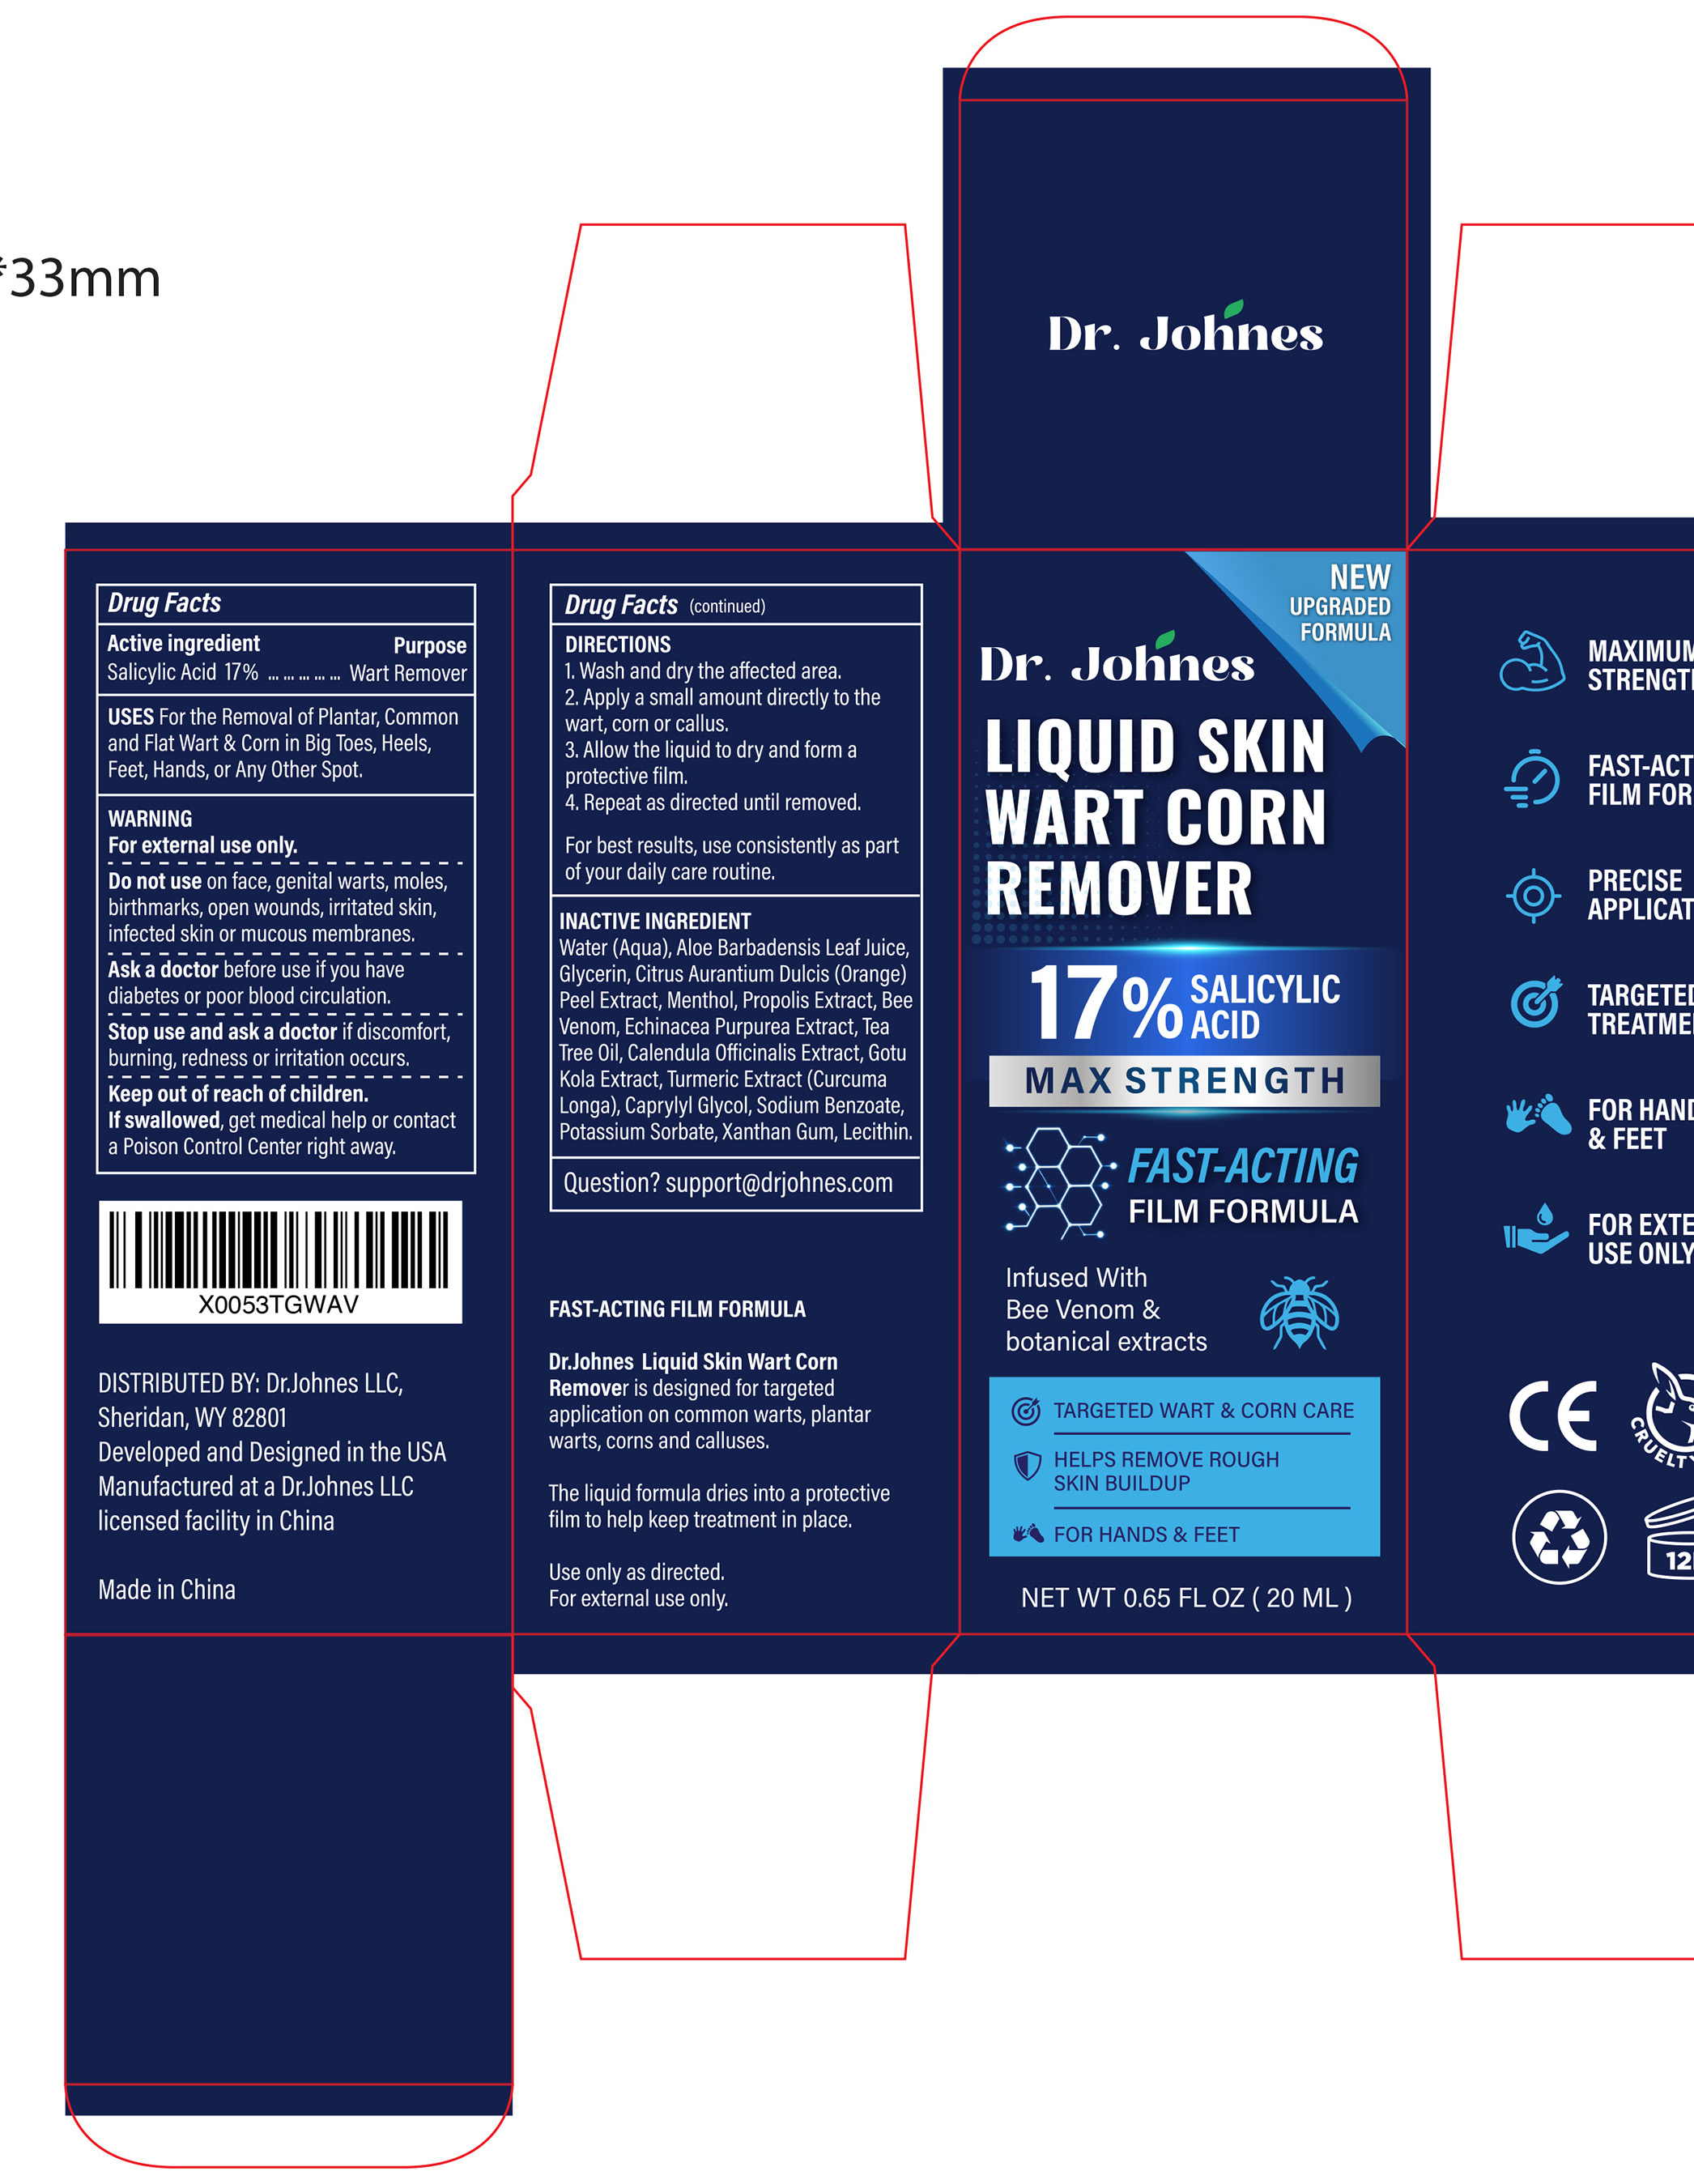 *33mm
Dr. Johnes
Drug Facts
Active ingredient Purpose
Salicylic Acid 17% ... ... ... ... ... Wart Remover
USES For the Removal of Plantar, Common
and Flat Wart & Corn in Big Toes, Heels,
Feet, Hands, or Any Other Spot.
WARNING
For external use only.
Do not use on face, genital warts, moles,
birthmarks, open wounds, irritated skin,
infected skin or mucous membranes.
Ask a doctor before use if you have
diabetes or poor blood circulation.
Stop use and ask a doctor if discomfort,
burning, redness or irritation occurs.
Keep out of reach of children.
If swallowed, get medical help or contact
a Poison Control Center right away.
X0053TGWAV
DISTRIBUTED BY: Dr.Johnes LLC,
Sheridan, WY 82801
Developed and Designed in the USA
Manufactured at a Dr.Johnes LLC
licensed facility in China
Made in China
Drug Facts (continued)
DIRECTIONS
1. Wash and dry the affected area.
2. Apply a small amount directly to the
wart, corn or callus.
3. Allow the liquid to dry and form a
protective film.
4. Repeat as directed until removed.
For best results, use consistently as part
of your daily care routine.
INACTIVE INGREDIENT
Water (Aqua), Aloe Barbadensis Leaf Juice,
Glycerin, Citrus Aurantium Dulcis (Orange)
Peel Extract, Menthol, Propolis Extract, Bee
Venom, Echinacea Purpurea Extract, Tea
Tree Oil, Calendula Officinalis Extract, Gotu
Kola Extract, Turmeric Extract (Curcuma
Longa), Caprylyl Glycol, Sodium Benzoate,
Potassium Sorbate, Xanthan Gum, Lecithin.
Question? support@drjohnes.com
FAST-ACTING FILM FORMULA
Dr.Johnes Liquid Skin Wart Corn
Remover is designed for targeted
application on common warts, plantar
warts, corns and calluses.
The liquid formula dries into a protective
film to help keep treatment in place.
Use only as directed.
For external use only.
NEW
UPGRADED
FORMULA
Dr. Johnes
LIQUID SKIN
WART CORN
REMOVER
17% SALICYLIC
ACID
MAX STRENGTH
FAST-ACTING
FILM FORMULA
Infused With
Bee Venom &
botanical extracts
TARGETED WART & CORN CARE
HELPS REMOVE ROUGH
SKIN BUILDUP
FOR HANDS & FEET
NET WT 0.65 FL OZ ( 20 ML )
MAXIMUM
STRENGT
FAST-ACT
FILM FOR
PRECISE
APPLICAT
TARGETED
TREATME
FOR HAND
& FEET
FOR EXTE
USE ONLY
CE
CRUELTY
12